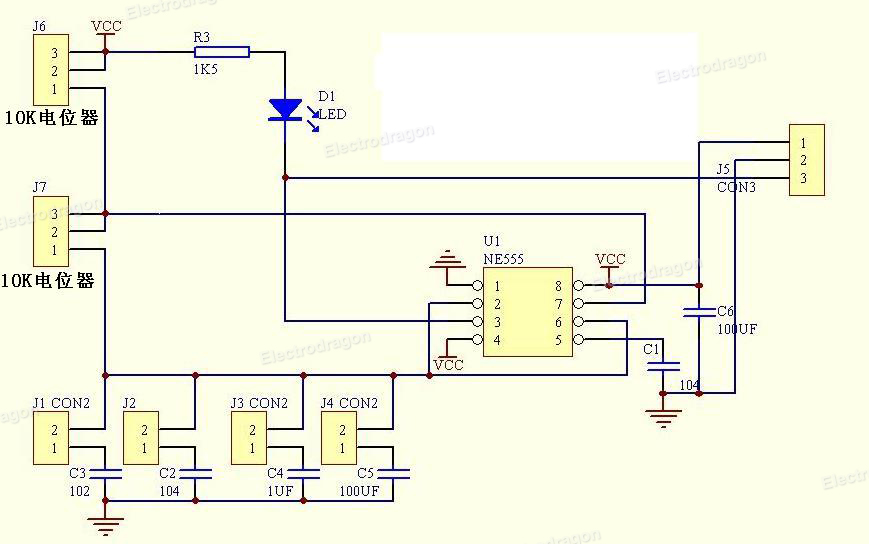 Electrodragon
J6
VCC
3
2
1
R3
1K5
10K电位器
D1
LED
Electrodragon
Electrodragon
1
2
3
J5
CON3
J7
3
2
1
Electrodragon
10K电位器
U1
NE555
VCC
Electrodragon
1
2
3
4
8
7
6
5
VCC
C6
100UF
C1
104
Electrodragon
J1 CON2
2
1
J2
2
1
J3 CON2
2
1
J4 CON2
2
1
C3
102
C2
104
C4
1UF
C5
100UF